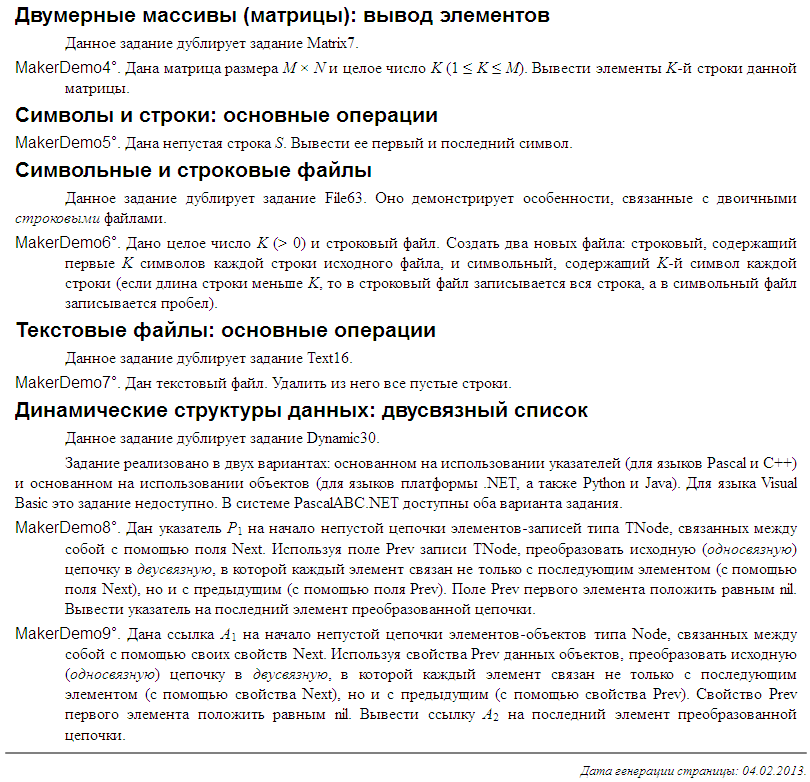 Двумерные массивы (матрицы): вывод элементов
Данное задание дублирует задание Matrix7.
MakerDemo4°. Дана матрица размера M × N и целое число K (1 ≤ K ≤ M). Вывести элементы K-й строки данной
матрицы.
Символы и строки: основные операции
MakerDemo5°. Дана непустая строка S. Вывести ее первый и последний символ.
Символьные и строковые файлы
Данное задание дублирует задание File63. Оно демонстрирует особенности, связанные с двоичными
строковыми файлами.
MakerDemo6°. Дано целое число K (> 0) и строковый файл. Создать два новых файла: строковый, содержащий
первые K символов каждой строки исходного файла, и символьный, содержащий K-й символ каждой
строки (если длина строки меньше K, то в строковый файл записывается вся строка, а в символьный файл
записывается пробел).
Текстовые файлы: основные операции
Данное задание дублирует задание Text16.
MakerDemo7°. Дан текстовый файл. Удалить из него все пустые строки.
Динамические структуры данных: двусвязный список
Данное задание дублирует задание Dynamic30.
Задание реализовано в двух вариантах: основанном на использовании указателей (для языков Pascal и C++)
и основанном на использовании объектов (для языков платформы .NET, а также Python и Java). Для языка Visual
Basic это задание недоступно. В системе PascalABC.NET доступны оба варианта задания.
MakerDemo8°. Дан указатель P1 на начало непустой цепочки элементов-записей типа TNode, связанных между
собой с помощью поля Next. Используя поле Prev записи TNode, преобразовать исходную (односвязную)
цепочку в двусвязную, в которой каждый элемент связан не только с последующим элементом (с помощью
поля Next), но и с предыдущим (с помощью поля Prev). Поле Prev первого элемента положить равным nil.
Вывести указатель на последний элемент преобразованной цепочки.
MakerDemo9°. Дана ссылка A1 на начало непустой цепочки элементов-объектов типа Node, связанных между
собой с помощью своих свойств Next. Используя свойства Prev данных объектов, преобразовать исходную
(односвязную) цепочку в двусвязную, в которой каждый элемент связан не только с последующим
элементом (с помощью свойства Next), но и с предыдущим (с помощью свойства Prev). Свойство Prev
первого элемента положить равным nil. Вывести ссылку A2 на последний элемент преобразованной
цепочки.
Дата генерации страницы: 04.02.2013.